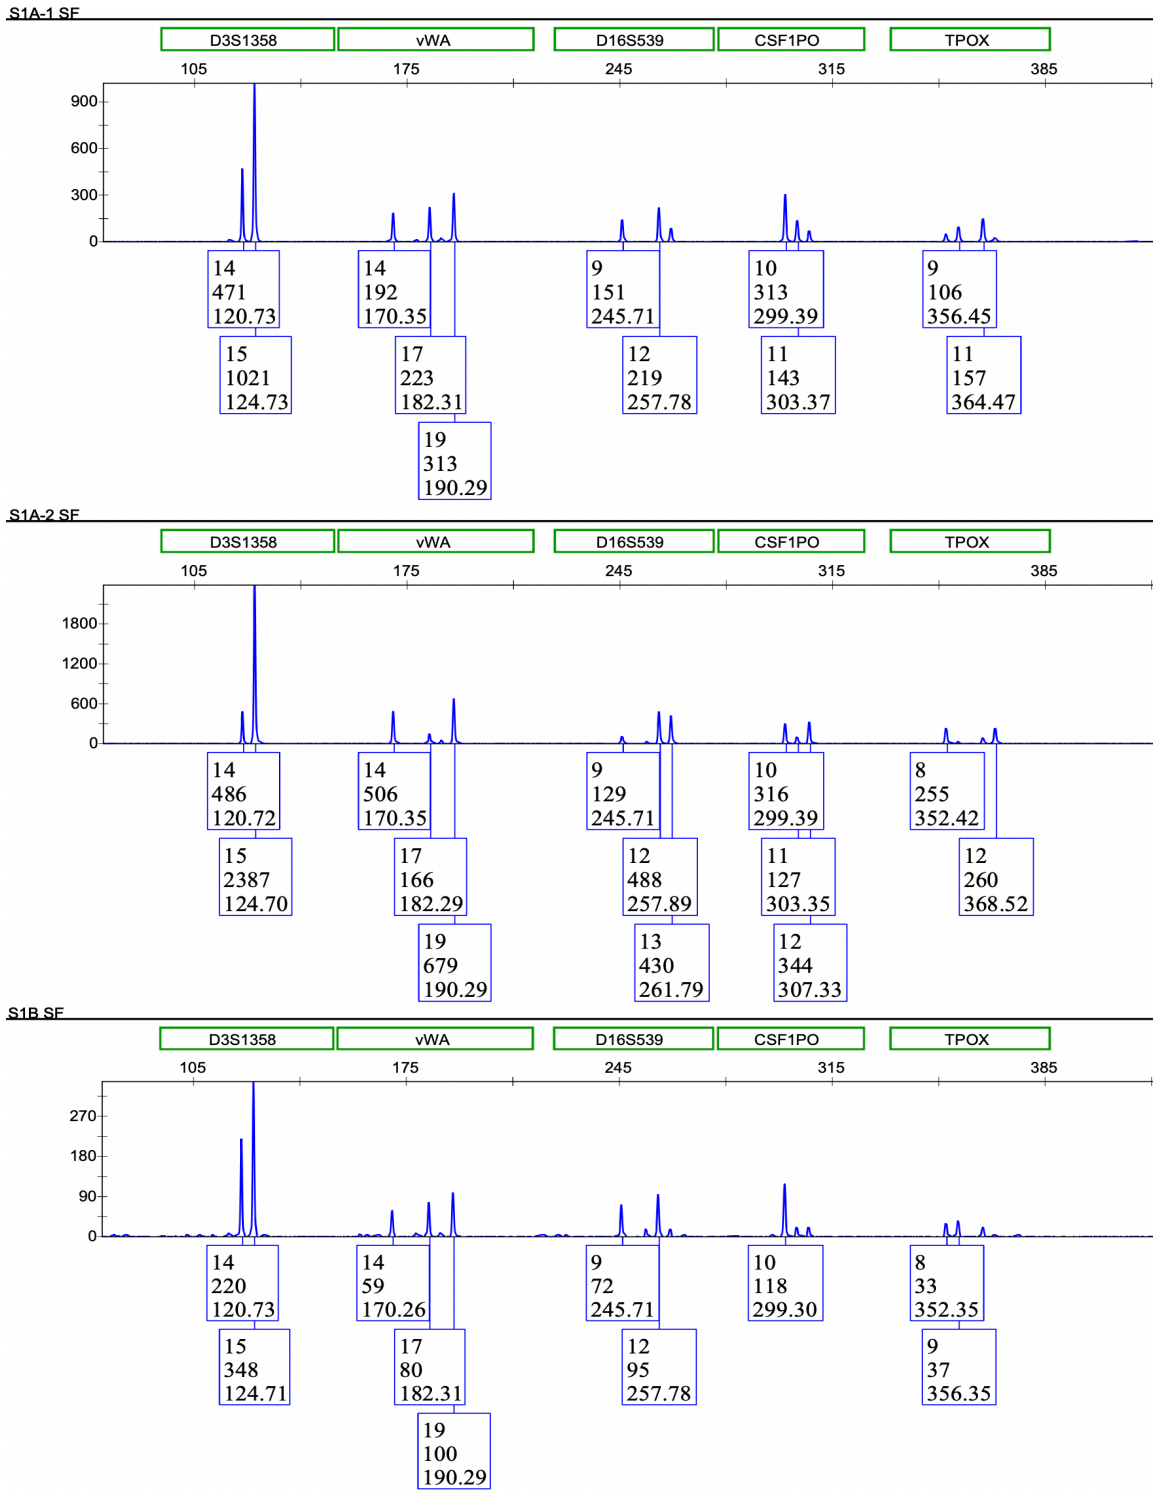 S1A-1 SF
D3S1358 vWA D16S539 CSF1PO TPOX
105 175 245 315 385
900
600
300
0
14 14 9 10 9
471 192 151 313 106
120.73 170.35 245.71 299.39 356.45
15 17 12 11 11
1021 223 219 143 157
124.73 182.31 257.78 303.37 364.47
19
313
190.29
S1A-2 SF
D3S1358 vWA D16S539 CSF1PO TPOX
105 175 245 315 385
1800
1200
600
0
14 14 9 10 8
486 506 129 316 255
120.72 170.35 245.71 299.39 352.42
15 17 12 11 12
2387 166 488 127 260
124.70 182.29 257.89 303.35 368.52
19 13 12
679 430 344
190.29 261.79 307.33
S1B SF
D3S1358 vWA D16S539 CSF1PO TPOX
105 175 245 315 385
270
180
90
0
14 14 9 10 8
220 59 72 118 33
120.73 170.26 245.71 299.30 352.35
15 17 12 9
348 80 95 37
124.71 182.31 257.78 356.35
19
100
190.29